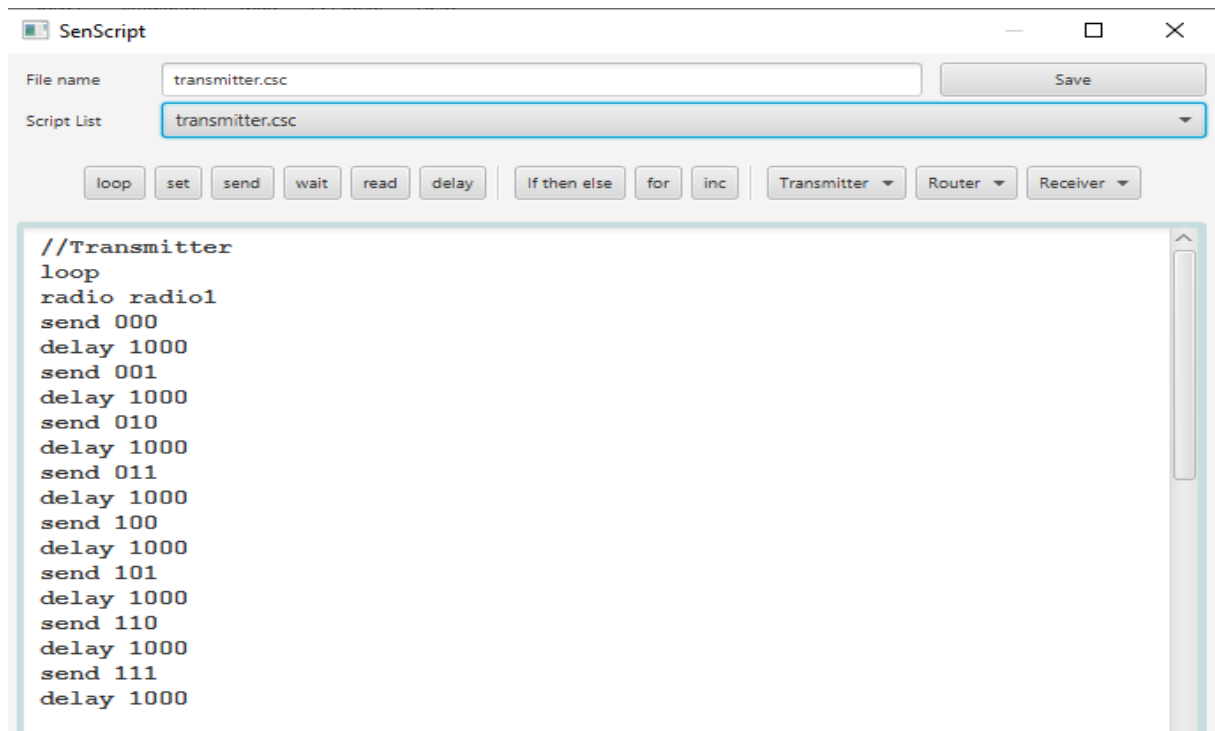 SenScript
File name transmitter.csc Save
Script List transmitter.csc
loop set send wait read delay If then else for inc Transmitter Router Receiver
//Transmitter
loop
radio radio1
send 000
delay 1000
send 001
delay 1000
send 010
delay 1000
send 011
delay 1000
send 100
delay 1000
send 101
delay 1000
send 110
delay 1000
send 111
delay 1000